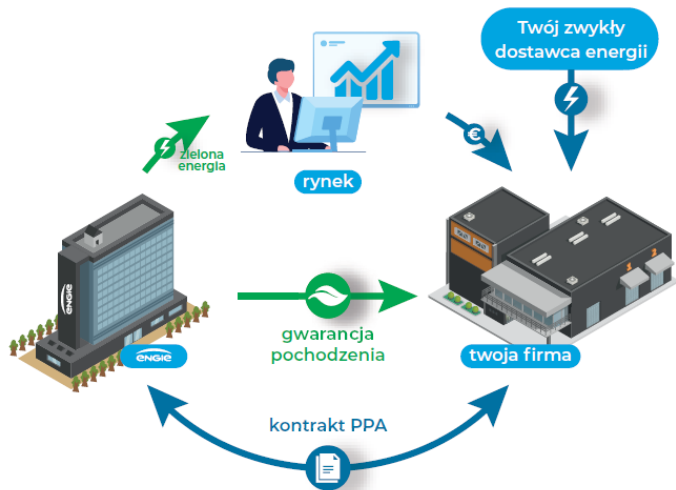 Twój zwykły
dostawca energii
zielona
energia
€
rynek
ENGIE
gwarancja
pochodzenia
ENGIE
twoja firma
kontrakt PPA